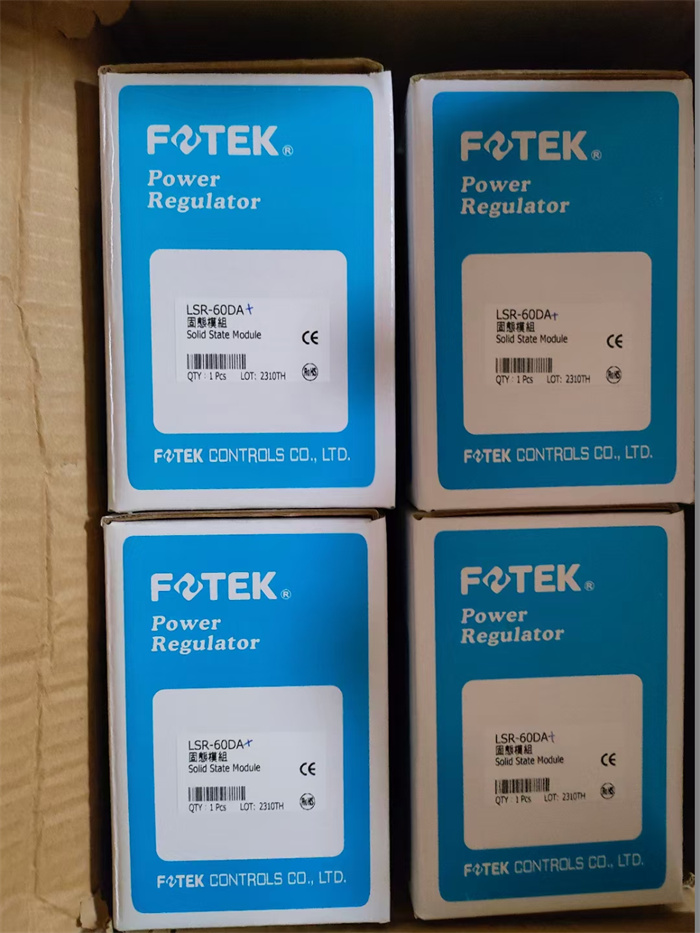 FOTEK®
Power
Regulator
LSR-60DA+
固態模組
Solid State Module
CE
QTY : 1 Pcs LOT: 2310TH
RoHS
FOTEK CONTROLS CO., LTD.
FOTEK®
Power
Regulator
LSR-60DA+
固態模組
Solid State Module
CE
QTY : 1 Pcs LOT: 2310TH
RoHS
FOTEK CONTROLS CO., LTD.
FOTEK®
Power
Regulator
LSR-60DA+
固態模組
Solid State Module
CE
QTY : 1 Pcs LOT: 2310TH
RoHS
FOTEK CONTROLS CO., LTD.
FOTEK®
Power
Regulator
LSR-60DA+
固態模組
Solid State Module
CE
QTY : 1 Pcs LOT: 2310TH
RoHS
FOTEK CONTROLS CO., LTD.